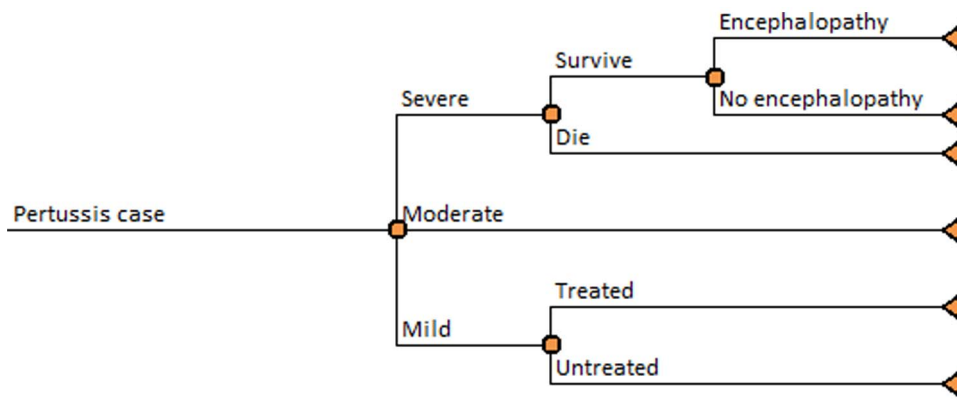 Encephalopathy
Survive
Severe
No encephalopathy
Die
Pertussis case
Moderate
Treated
Mild
Untreated